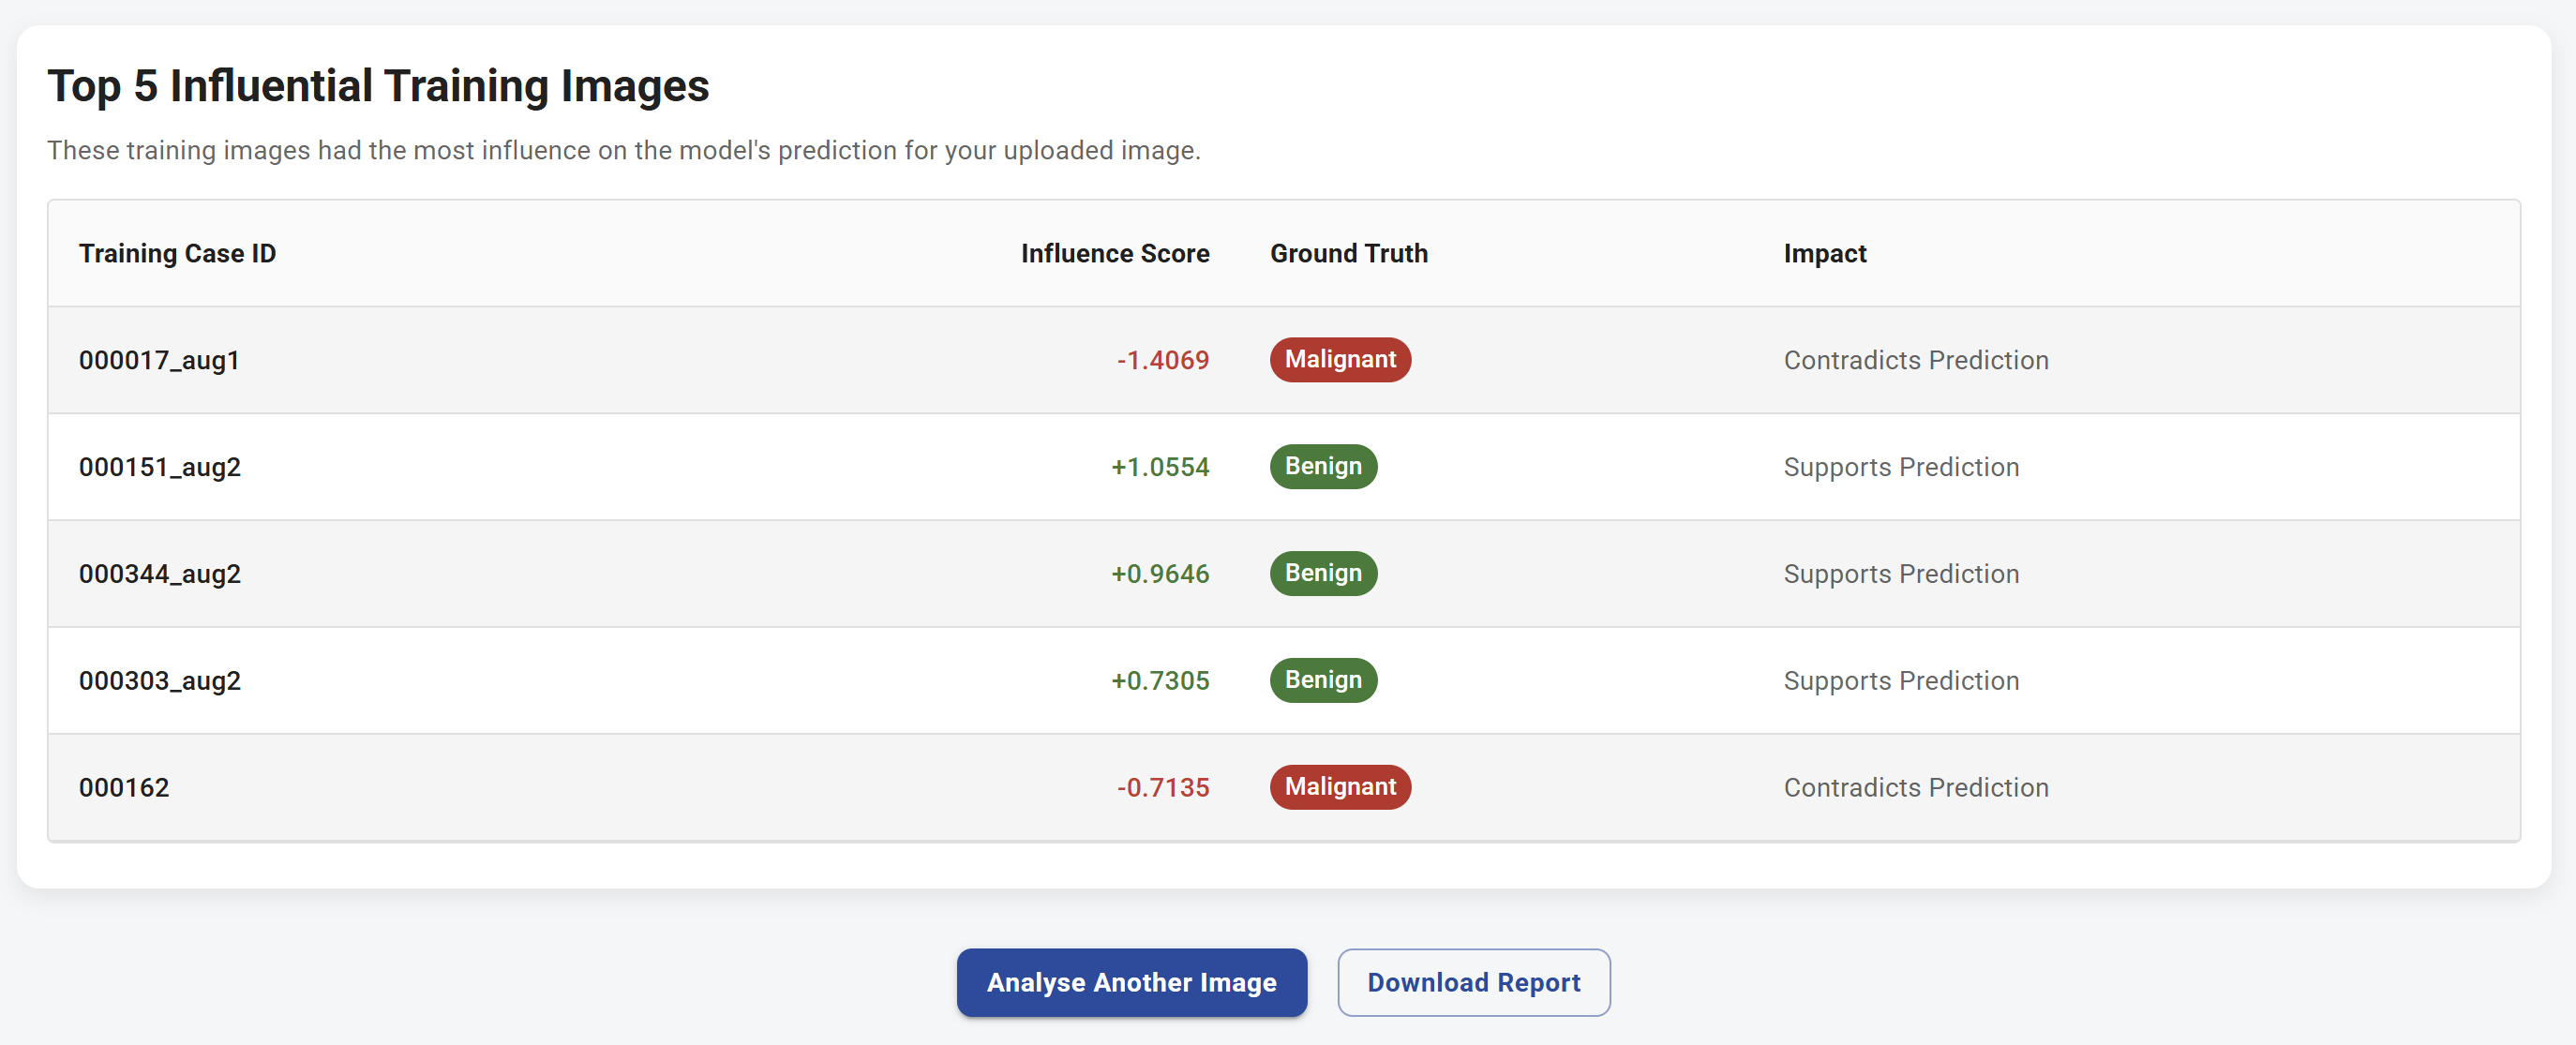 Top 5 Influential Training Images
These training images had the most influence on the model's prediction for your uploaded image.
Training Case ID Influence Score Ground Truth Impact
000017_aug1 -1.4069 Malignant Contradicts Prediction
000151_aug2 +1.0554 Benign Supports Prediction
000344_aug2 +0.9646 Benign Supports Prediction
000303_aug2 +0.7305 Benign Supports Prediction
000162 -0.7135 Malignant Contradicts Prediction
Analyse Another Image Download Report